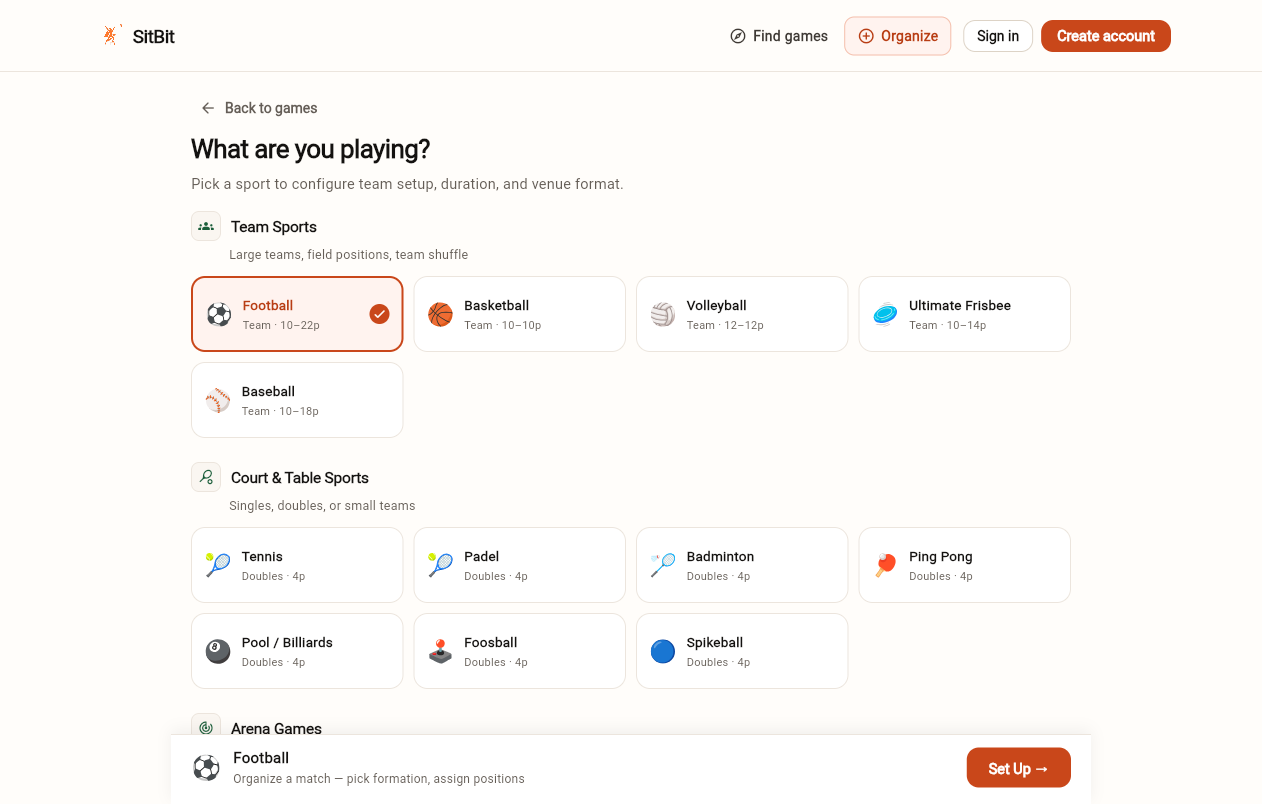 SitBit
Find games
Organize
Sign in
Create account
Back to games
What are you playing?
Pick a sport to configure team setup, duration, and venue format.
Team Sports
Large teams, field positions, team shuffle
Football
Team · 10–22p
Basketball
Team · 10–10p
Volleyball
Team · 12–12p
Ultimate Frisbee
Team · 10–14p
Baseball
Team · 10–18p
Court & Table Sports
Singles, doubles, or small teams
Tennis
Doubles · 4p
Padel
Doubles · 4p
Badminton
Doubles · 4p
Ping Pong
Doubles · 4p
8
Pool / Billiards
Doubles · 4p
Foosball
Doubles · 4p
Spikeball
Doubles · 4p
Arena Games
Football
Organize a match — pick formation, assign positions
Set Up →